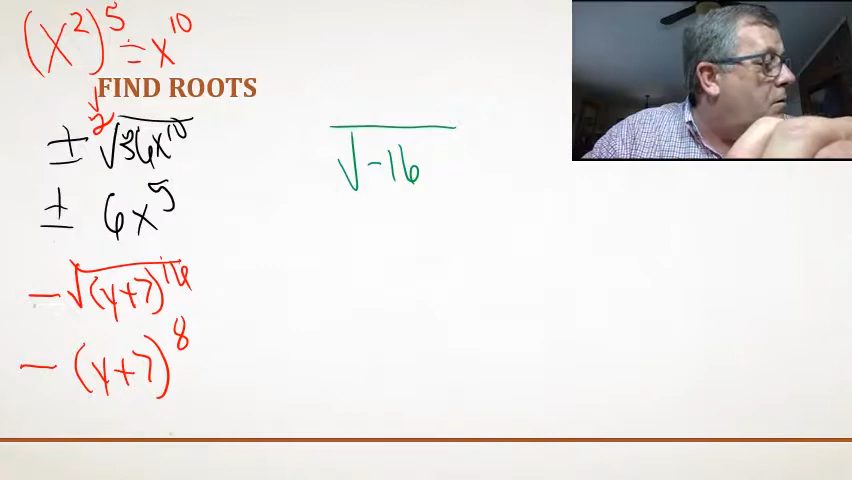 (x²)⁵ = x¹⁰
FIND ROOTS
2
± √36x¹⁰
± 6x⁵
- √(y+7)¹⁶
- (y+7)⁸
√-16